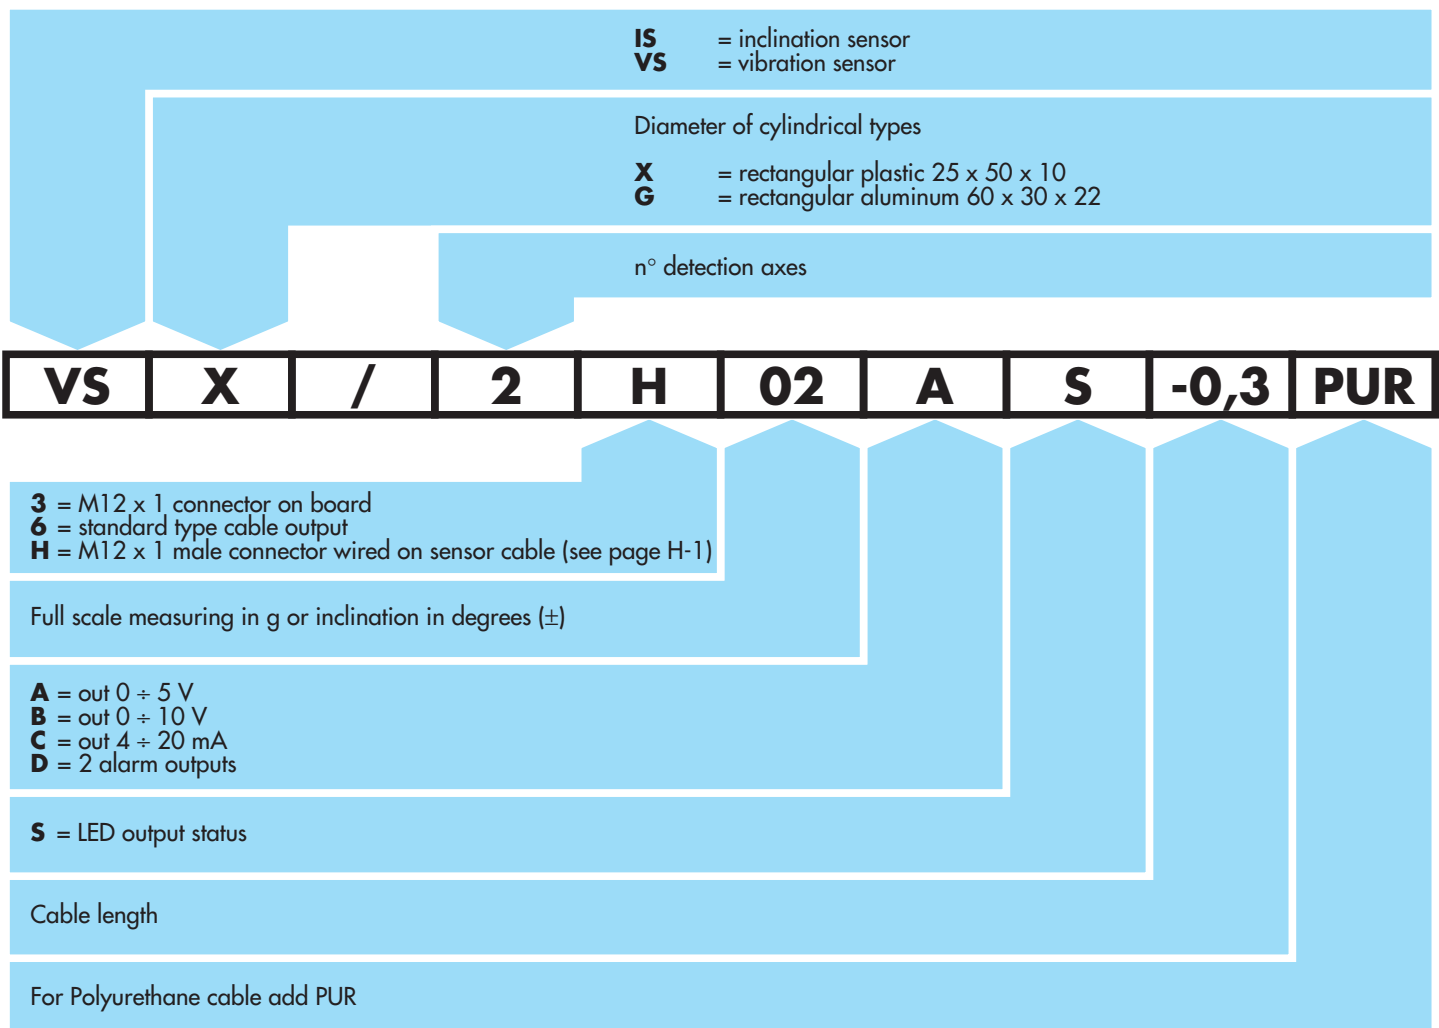 IS = inclination sensor
VS = vibration sensor
Diameter of cylindrical types
X = rectangular plastic 25 x 50 x 10
G = rectangular aluminum 60 x 30 x 22
n° detection axes
VS X / 2 H 02 A S -0,3 PUR
3 = M12 x 1 connector on board
6 = standard type cable output
H = M12 x 1 male connector wired on sensor cable (see page H-1)
Full scale measuring in g or inclination in degrees (±)
A = out 0 ÷ 5 V
B = out 0 ÷ 10 V
C = out 4 ÷ 20 mA
D = 2 alarm outputs
S = LED output status
Cable length
For Polyurethane cable add PUR